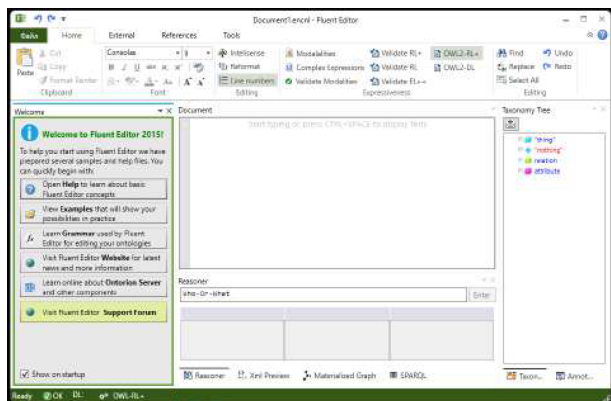 Document1.encnl - Fluent Editor
Home External References Tools
Paste
Cut
Copy
Format Painter
Clipboard
Consolas
Font
Intelisense
Reformat
Line numbers
Editing
Modalities
Complex Expressions
Validate Modalities
Validate RL+
Validate RL
Validate EL++
OWL2-RL+
OWL2-DL
Expressiveness
Find
Replace
Select All
Undo
Redo
Editing
Welcome
Welcome to Fluent Editor 2015!
To help you start using Fluent Editor we have
prepared several samples and help files. You
can quickly begin with:
Open Help to learn about basic
Fluent Editor concepts
View Examples that will show your
possibilities in practice
Learn Grammar used by Fluent
Editor for editing your ontologies
Visit Fluent Editor Website for latest
news and more information
Learn online about Ontorion Server
and other components
Visit Fluent Editor Support Forum
Show on startup
Document
Start typing or press CTRL+SPACE to display hints
Reasoner
Who-Or-What
Enter
Reasoner Xml Preview Materialized Graph SPARQL
Taxonomy Tree
"thing"
"nothing"
relation
attribute
Taxon... Annot...
Ready OK DL: OWL-RL+